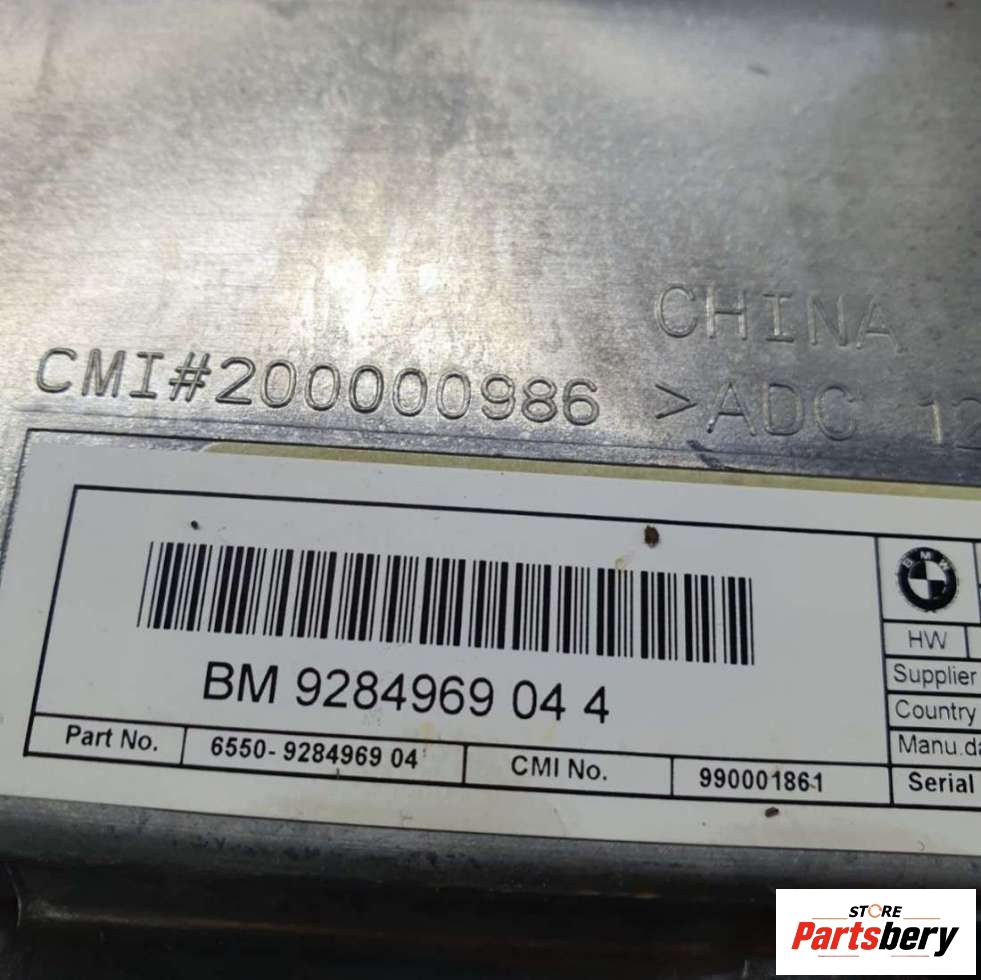 CHINA
CMI#200000986 >ADC 12
BMW
BM 9284969 04 4
HW
Supplier
Country
Manu.da
Part No. 6550-9284969 04 CMI No. 990001861 Serial
STORE
Partsbery